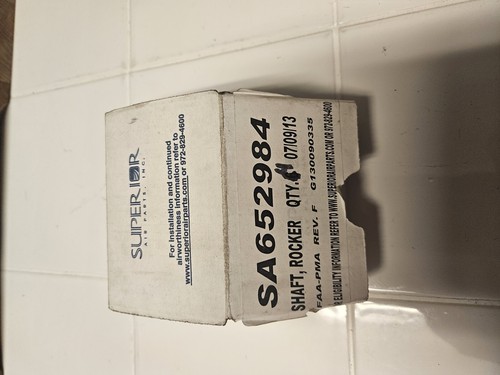 SUPERIOR
AIR PARTS, INC.
For installation and continued
airworthiness information refer to
www.superiorairparts.com or 972-829-4600
SA652984
SHAFT, ROCKER QTY. 07/09/13
FAA-PMA REV. F G130090335
ELIGIBILITY INFORMATION REFER TO WWW.SUPERIORAIRPARTS.COM OR 972-829-4600